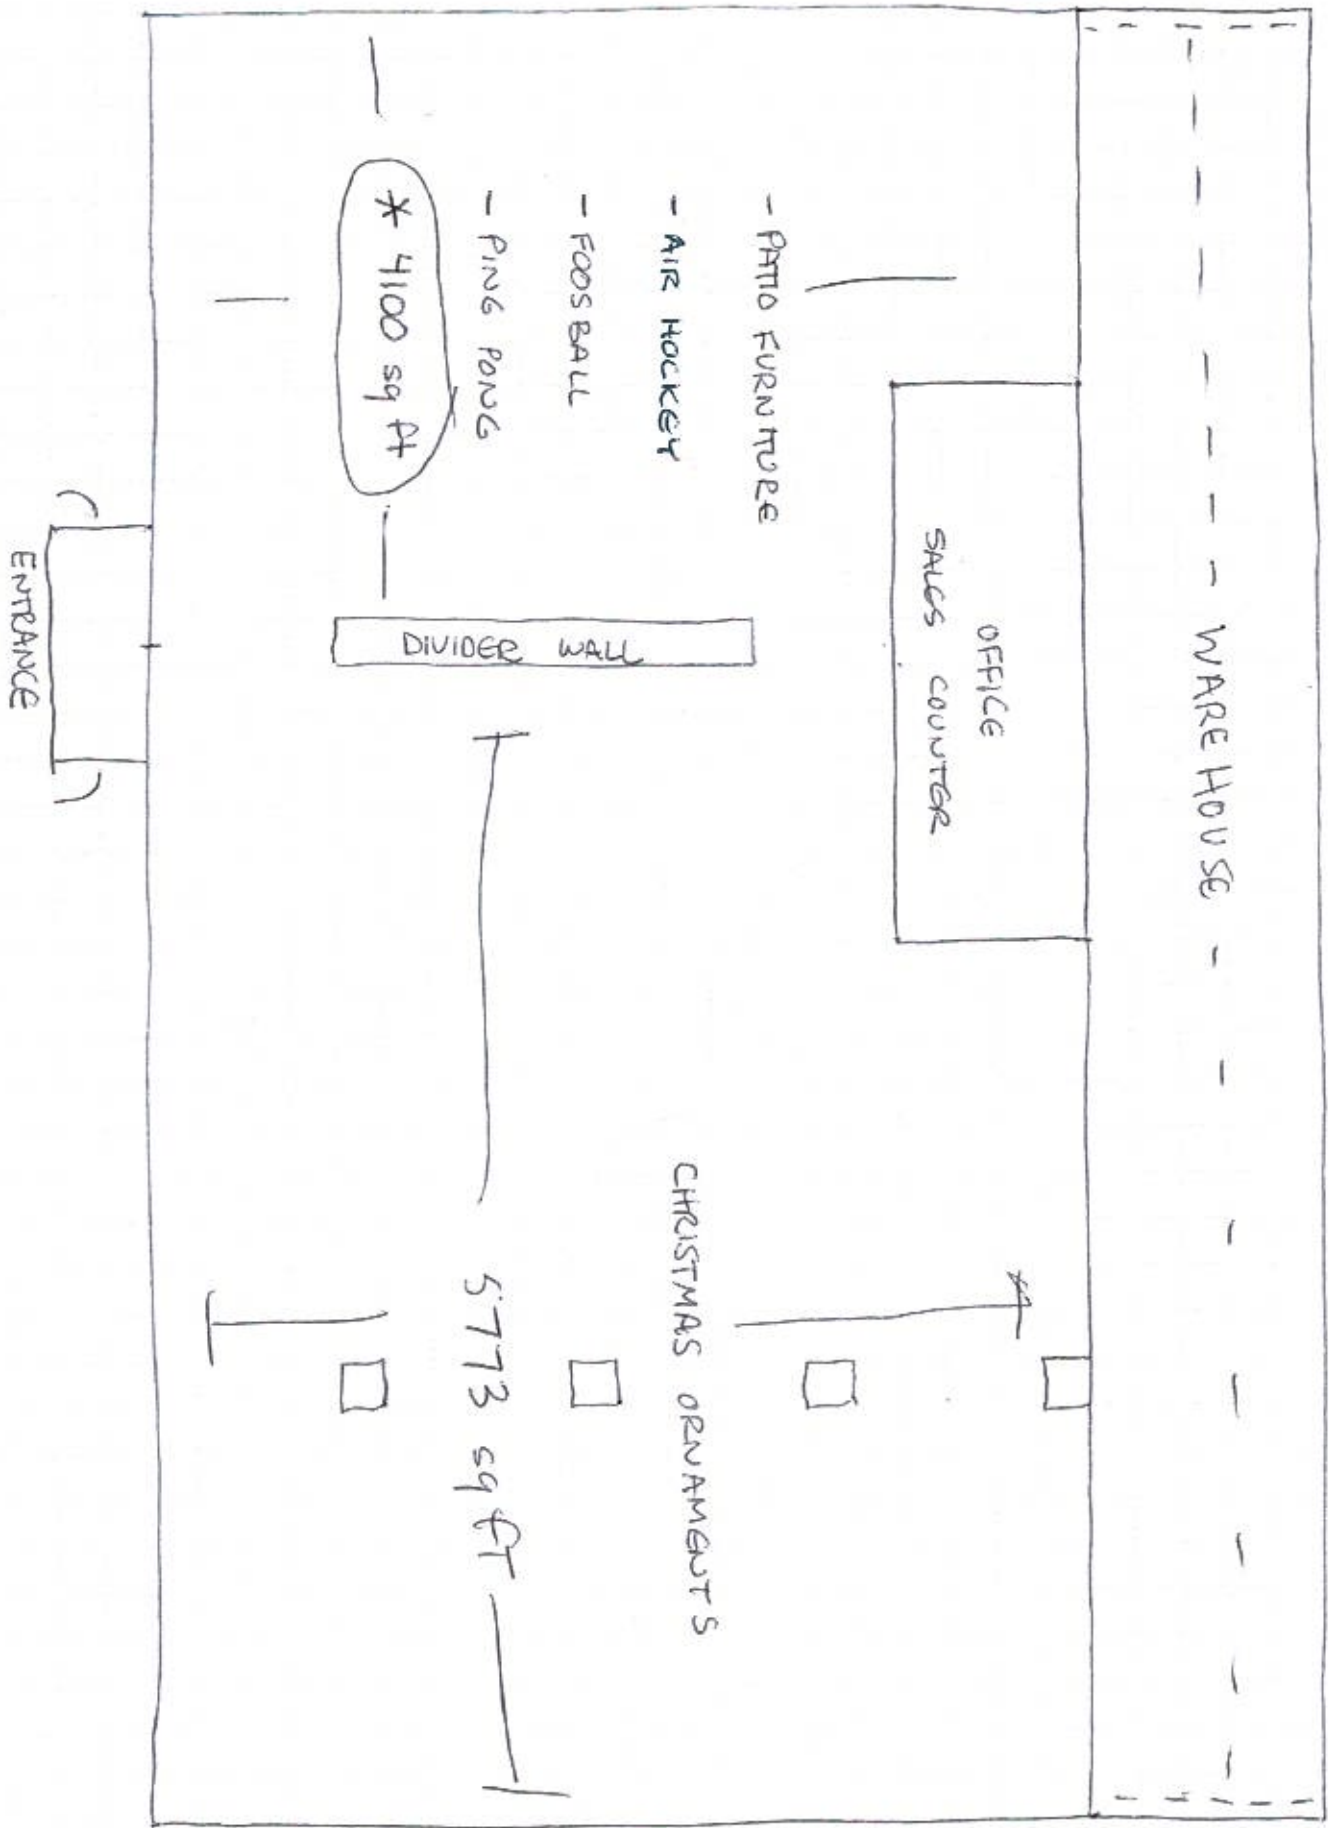 - WAREHOUSE -
OFFICE
SALES COUNTER
- PATIO FURNITURE
- AIR HOCKEY
- FOOSBALL
- PING PONG
* 4100 sq ft
DIVIDER WALL
CHRISTMAS ORNAMENTS
5773 sq ft
ENTRANCE